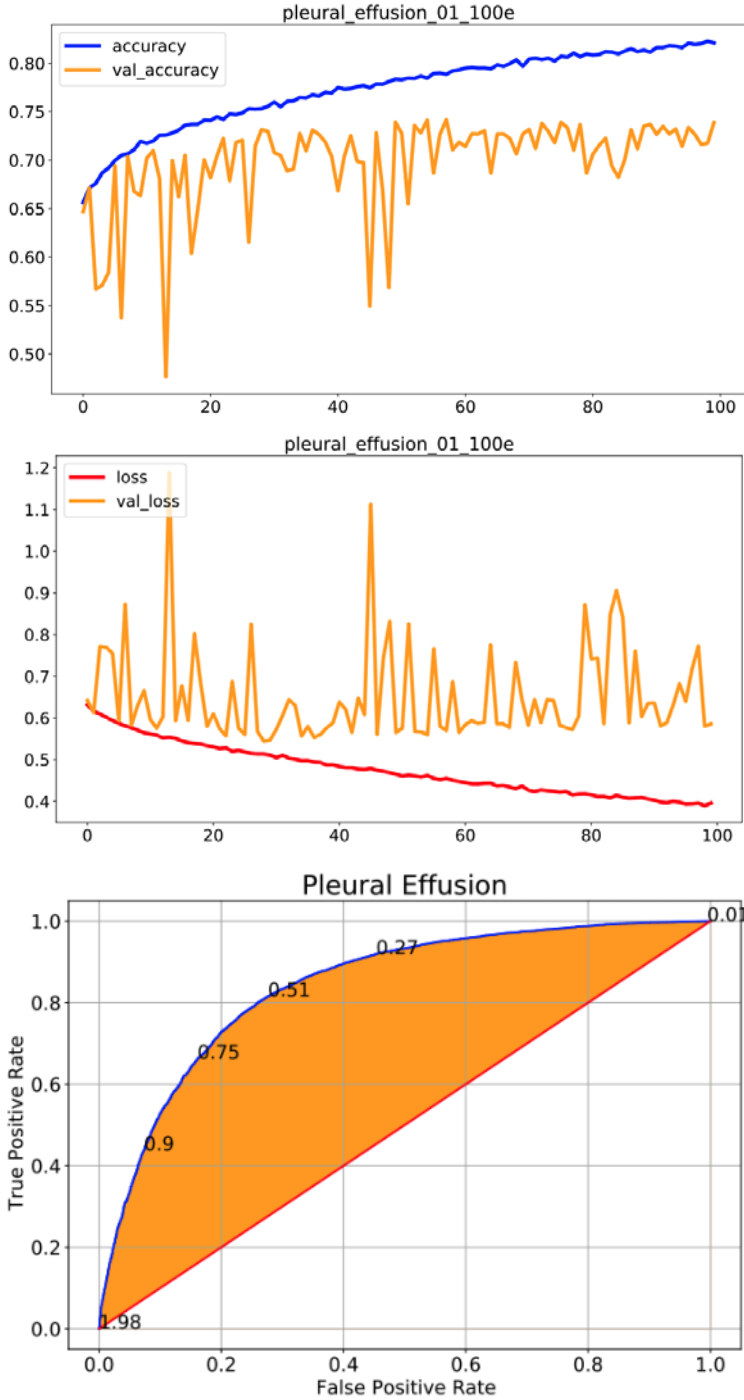 pleural_effusion_01_100e
accuracy
val_accuracy
0.80
0.75
0.70
0.65
0.60
0.55
0.50
0 20 40 60 80 100
pleural_effusion_01_100e
loss
val_loss
1.2
1.1
1.0
0.9
0.8
0.7
0.6
0.5
0.4
0 20 40 60 80 100
Pleural Effusion
True Positive Rate
1.0
0.8
0.6
0.4
0.2
0.0
0.01
0.27
0.51
0.75
0.9
1.98
0.0 0.2 0.4 0.6 0.8 1.0
False Positive Rate